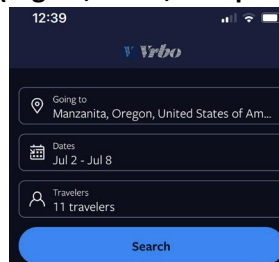 12:39
Vrbo
Going to
Manzanita, Oregon, United States of Am...
Dates
Jul 2 - Jul 8
Travelers
11 travelers
Search